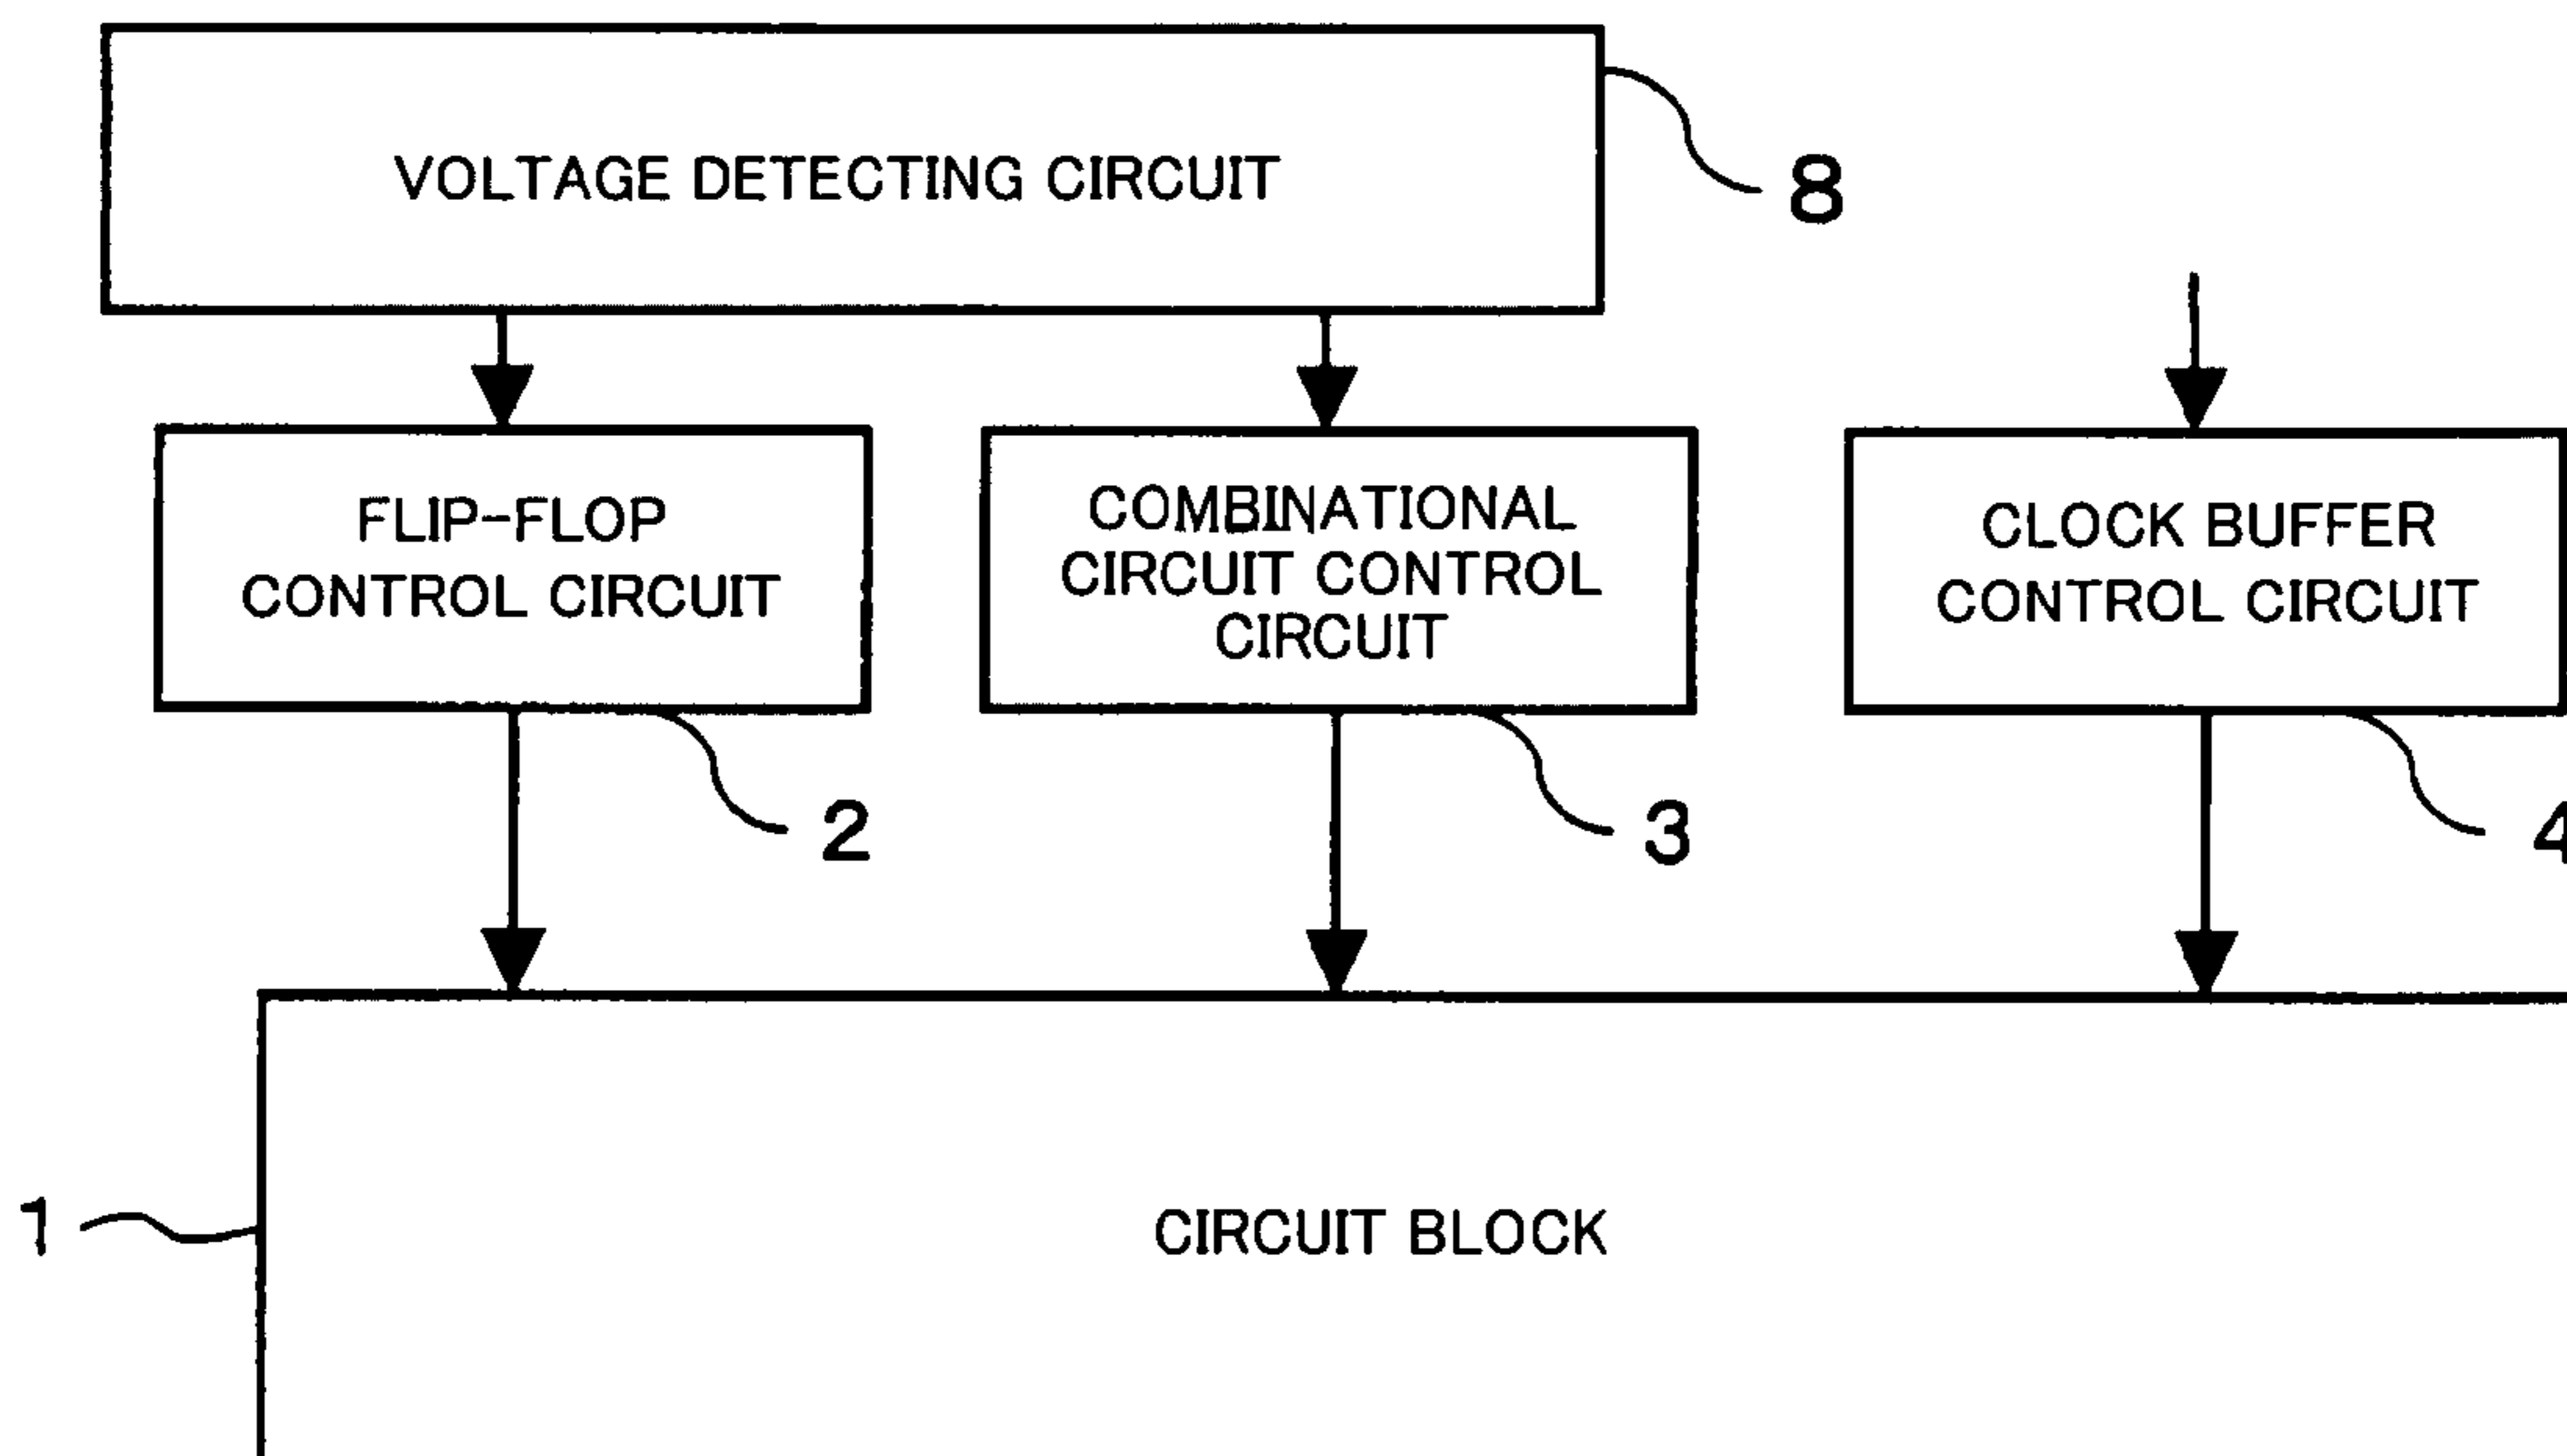 VOLTAGE DETECTING CIRCUIT
8
FLIP-FLOP
CONTROL CIRCUIT
COMBINATIONAL
CIRCUIT CONTROL
CIRCUIT
CLOCK BUFFER
CONTROL CIRCUIT
2
3
4
1
CIRCUIT BLOCK